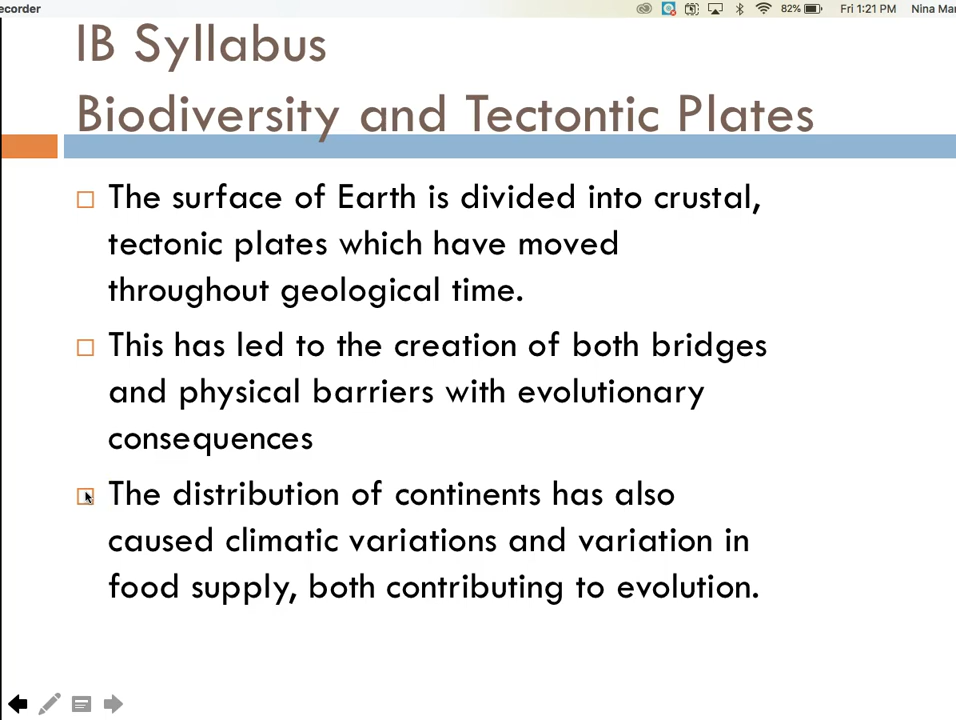 ecorder 82% Fri 1:21 PM Nina Mar
IB Syllabus
Biodiversity and Tectontic Plates
The surface of Earth is divided into crustal,
tectonic plates which have moved
throughout geological time.
This has led to the creation of both bridges
and physical barriers with evolutionary
consequences
The distribution of continents has also
caused climatic variations and variation in
food supply, both contributing to evolution.